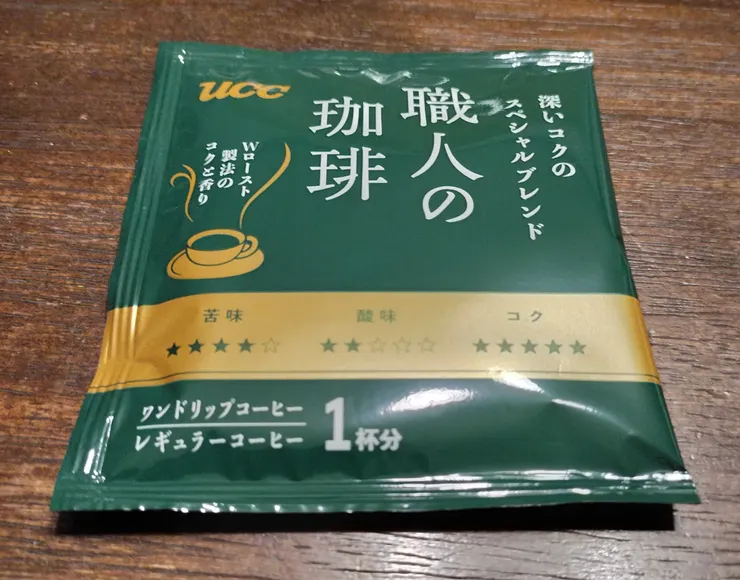 ucc
深いコクの
スペシャルブレンド
職人の
珈琲
Wロースト
製法の
コクと香り
苦味
★★★★☆
酸味
★★☆☆☆
コク
★★★★★
ワンドリップコーヒー
レギュラーコーヒー
1杯分